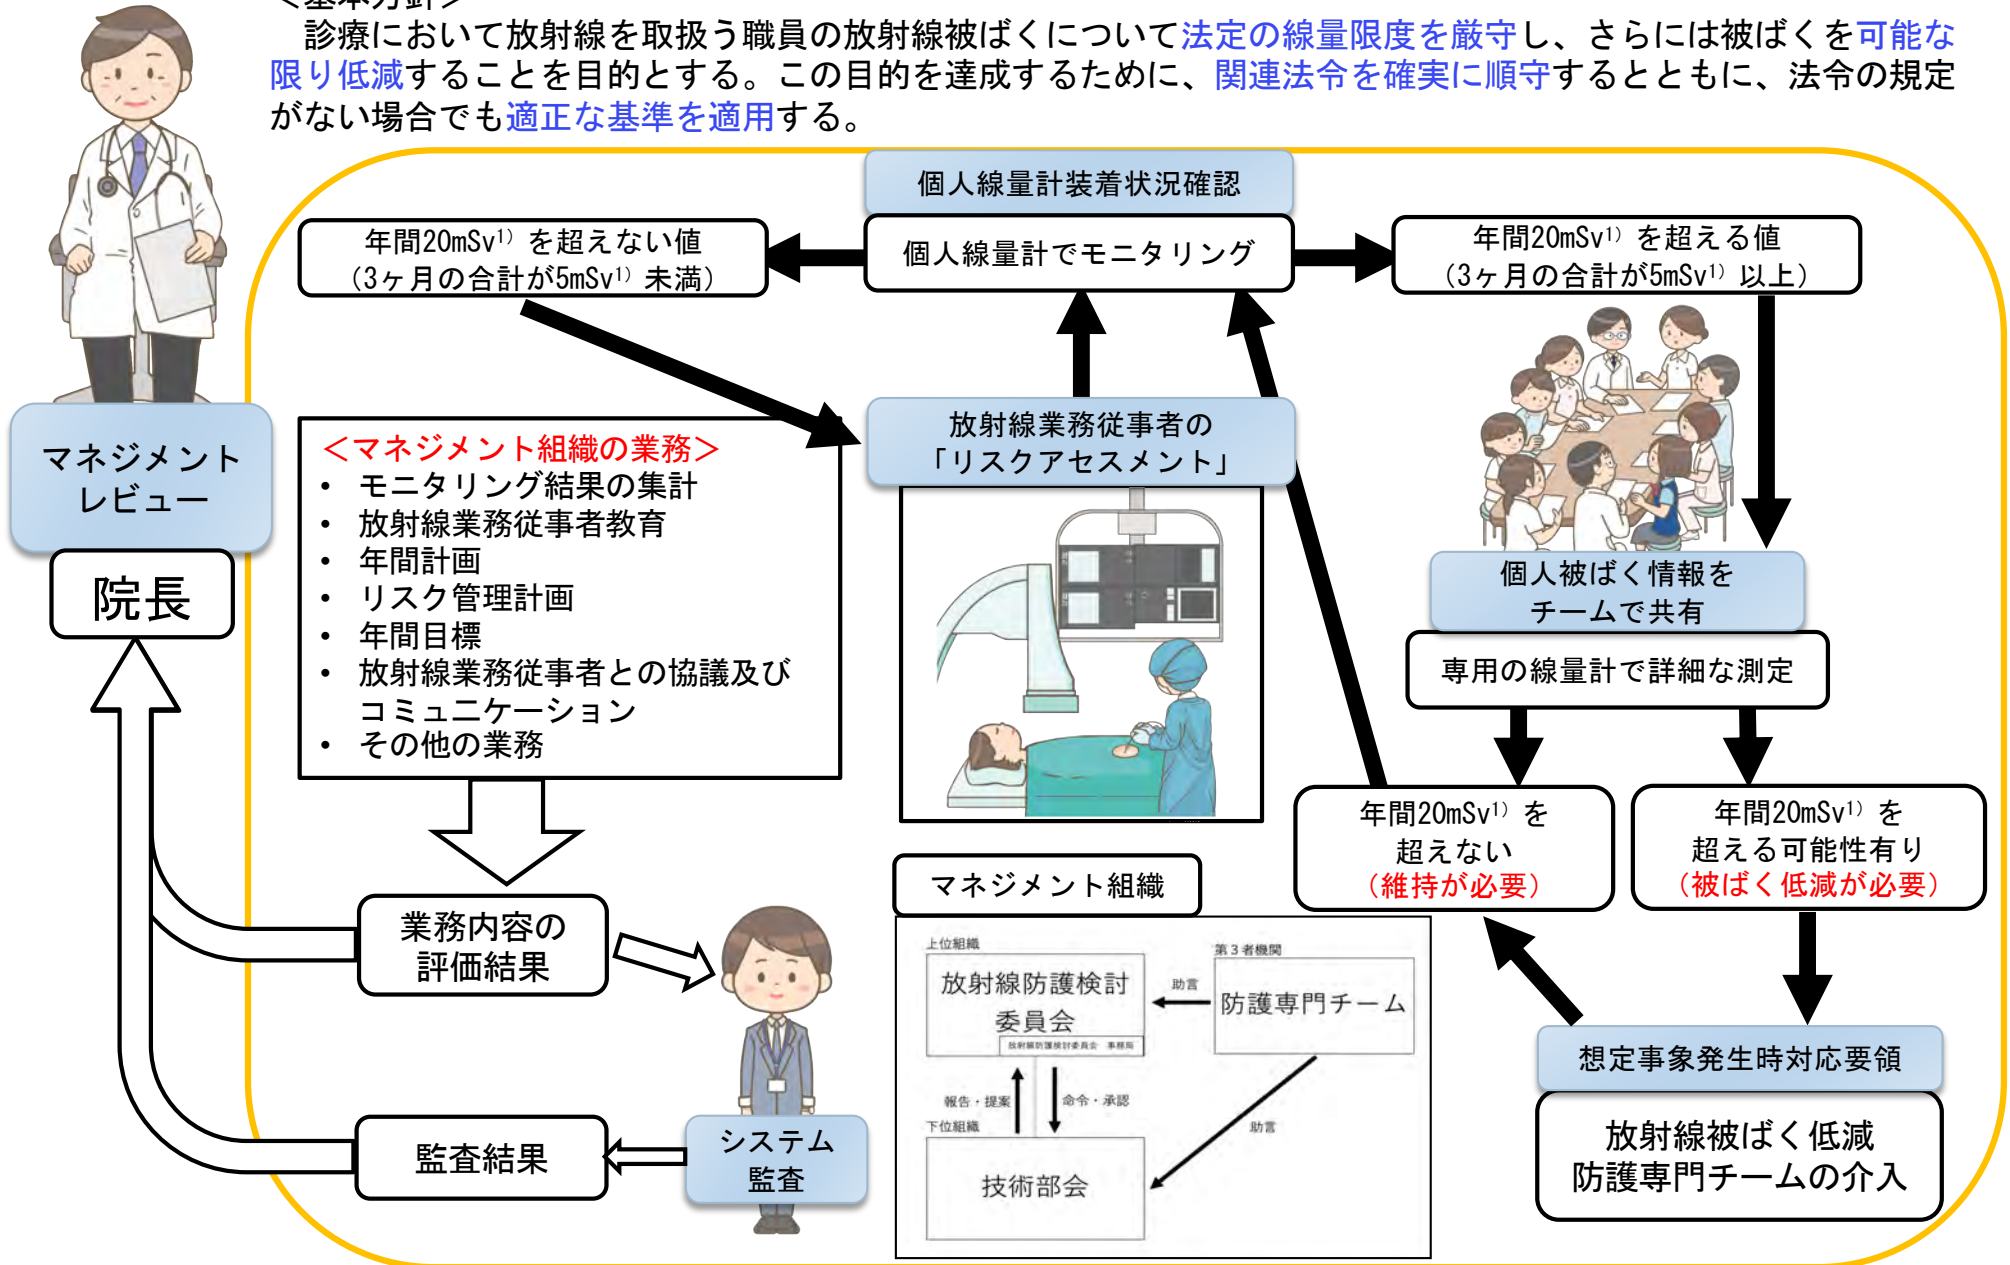 ＜基本方針＞
診療において放射線を取扱う職員の放射線被ばくについて法定の線量限度を厳守し、さらには被ばくを可能な
限り低減することを目的とする。この目的を達成するために、関連法令を確実に順守するとともに、法令の規定
がない場合でも適正な基準を適用する。
個人線量計装着状況確認
個人線量計でモニタリング
年間20mSv1) を超えない値
（3ヶ月の合計が5mSv1) 未満）
年間20mSv1) を超える値
（3ヶ月の合計が5mSv1) 以上）
マネジメント
レビュー
院長
＜マネジメント組織の業務＞
• モニタリング結果の集計
• 放射線業務従事者教育
• 年間計画
• リスク管理計画
• 年間目標
• 放射線業務従事者との協議及び
コミュニケーション
• その他の業務
放射線業務従事者の
「リスクアセスメント」
個人被ばく情報を
チームで共有
専用の線量計で詳細な測定
年間20mSv1) を
超えない
（維持が必要）
年間20mSv1) を
超える可能性有り
（被ばく低減が必要）
業務内容の
評価結果
監査結果
システム
監査
マネジメント組織
上位組織
放射線防護検討
委員会
放射線防護検討委員会　事務局
第３者機関
防護専門チーム
助言
報告・提案
命令・承認
助言
下位組織
技術部会
想定事象発生時対応要領
放射線被ばく低減
防護専門チームの介入